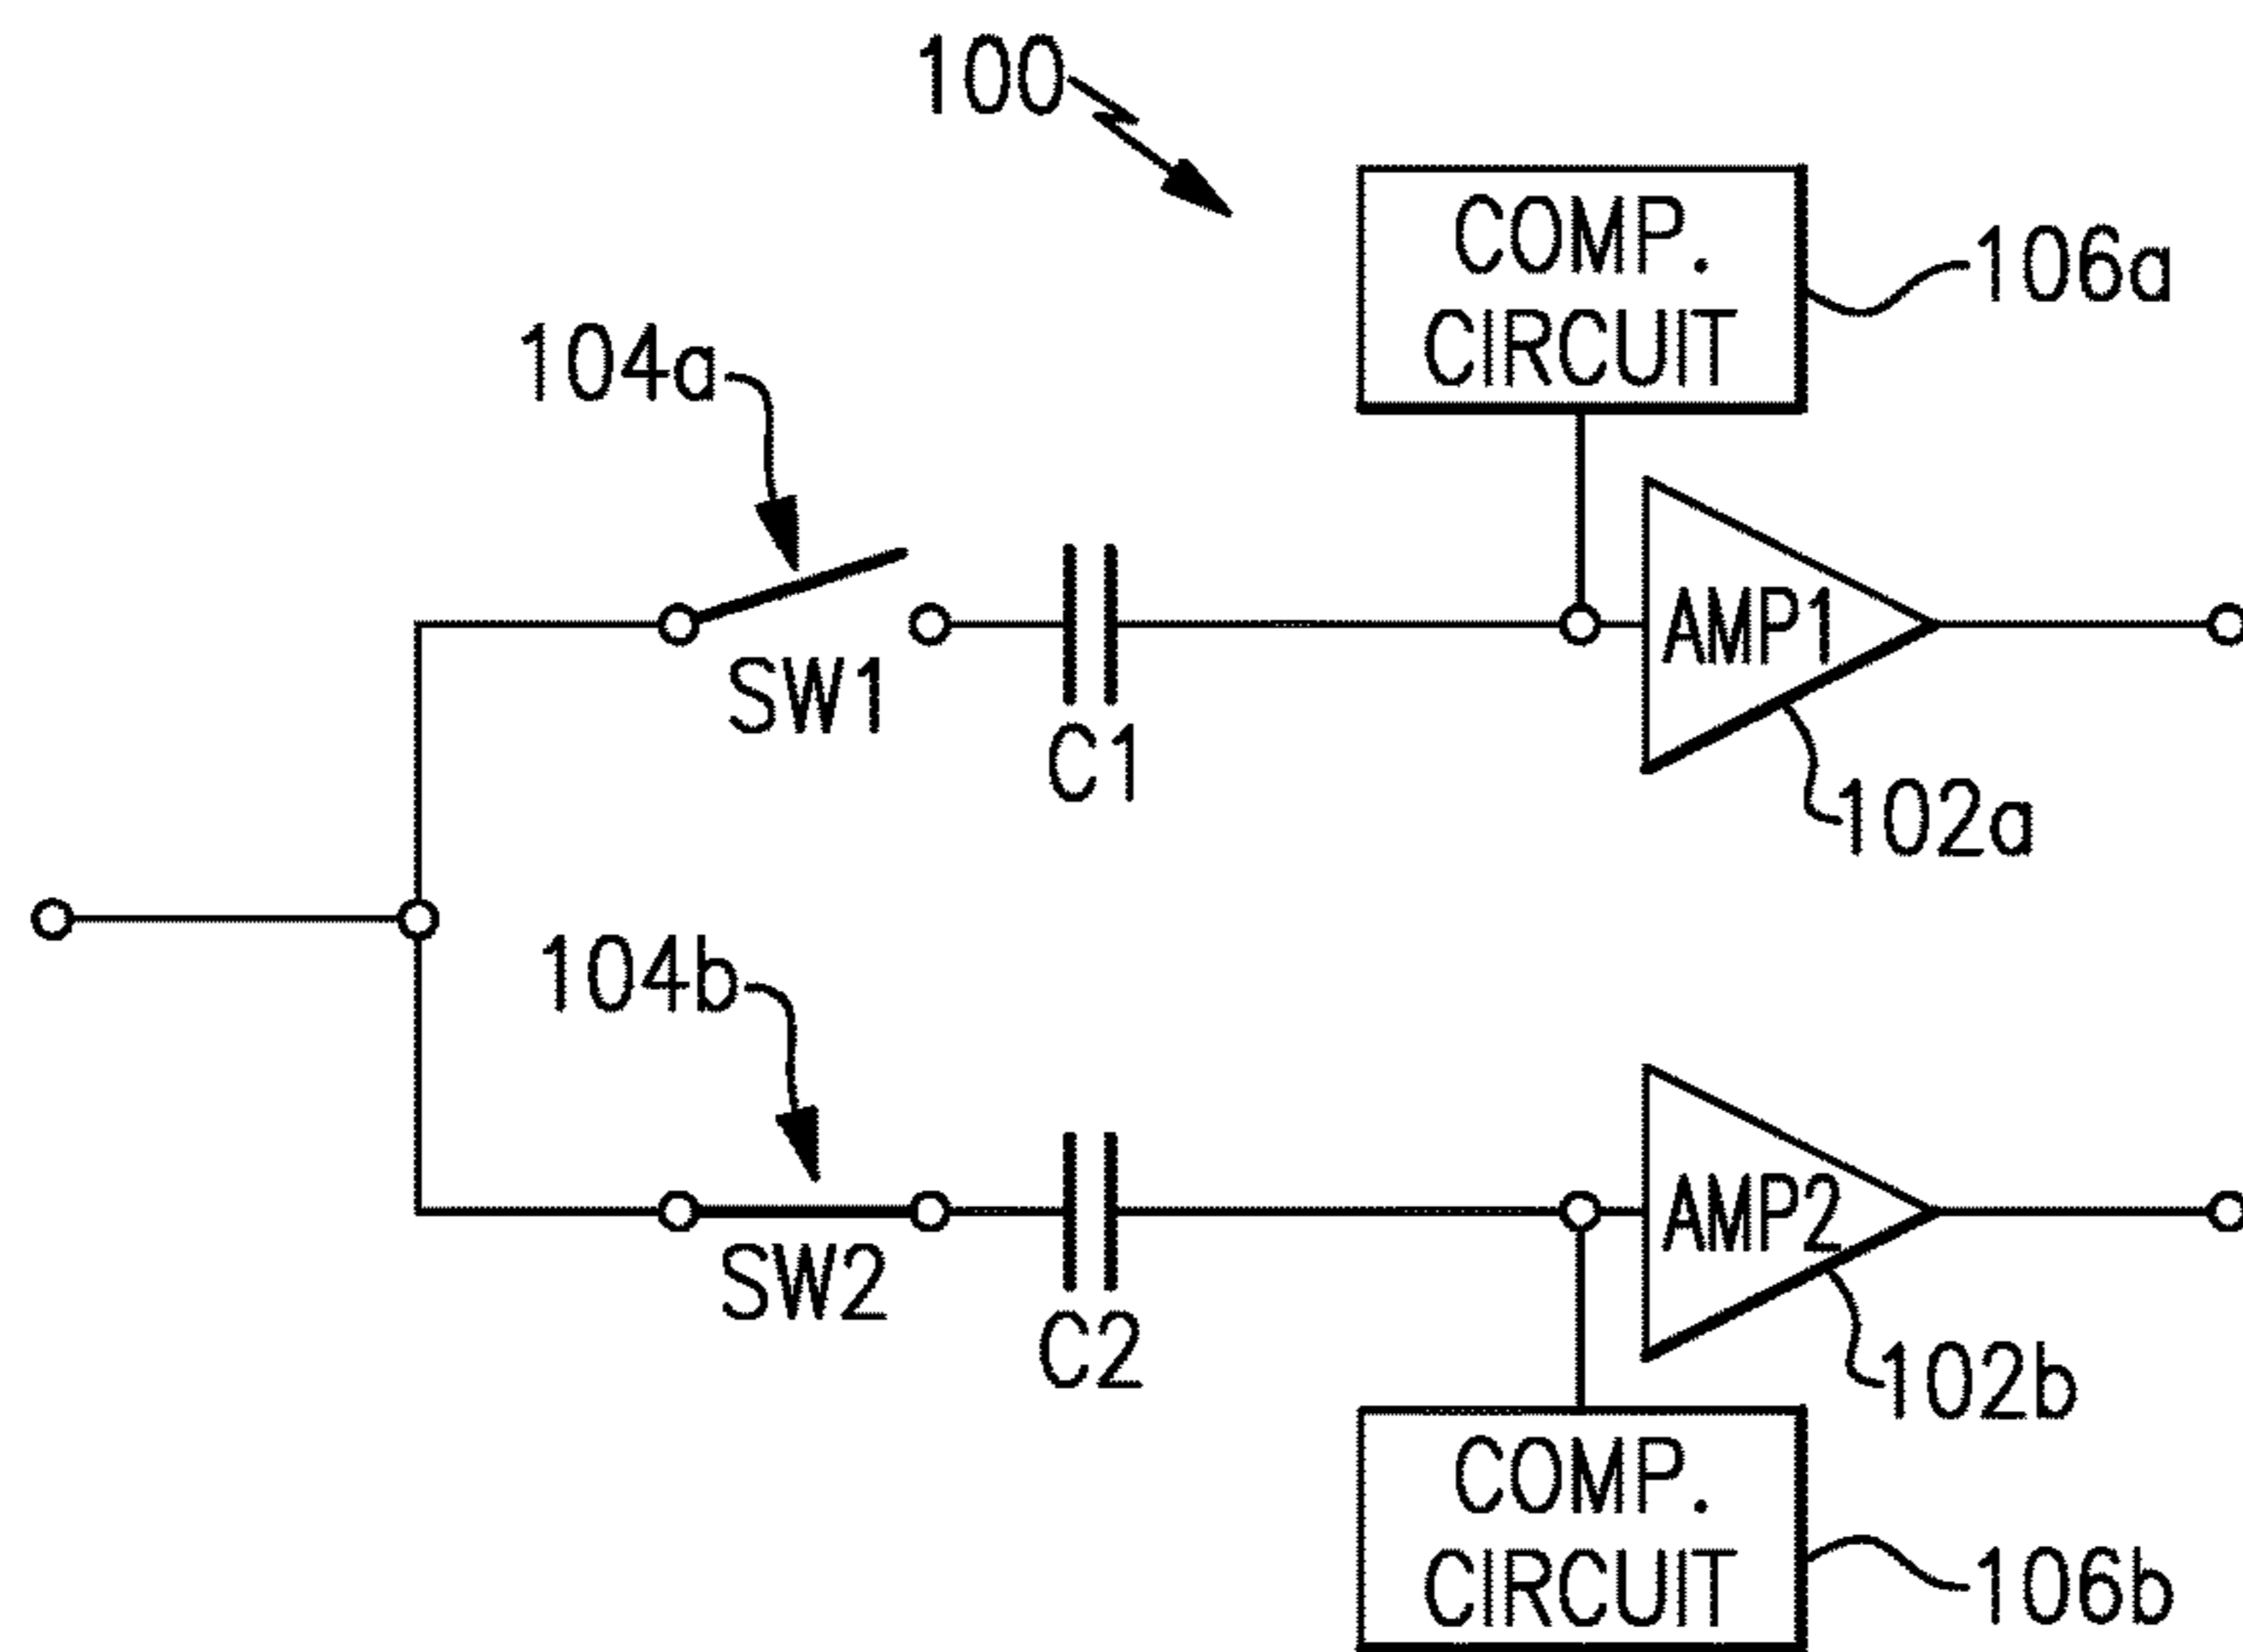 100
COMP.
CIRCUIT
106a
104a
AMP1
SW1
C1
102a
104b
AMP2
SW2
C2
102b
COMP.
CIRCUIT
106b